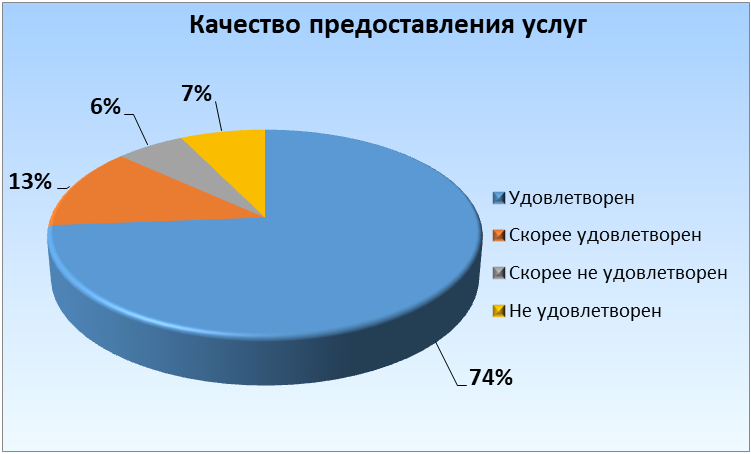 Качество предоставления услуг
7%
6%
13%
74%
Удовлетворен
Скорее удовлетворен
Скорее не удовлетворен
Не удовлетворен